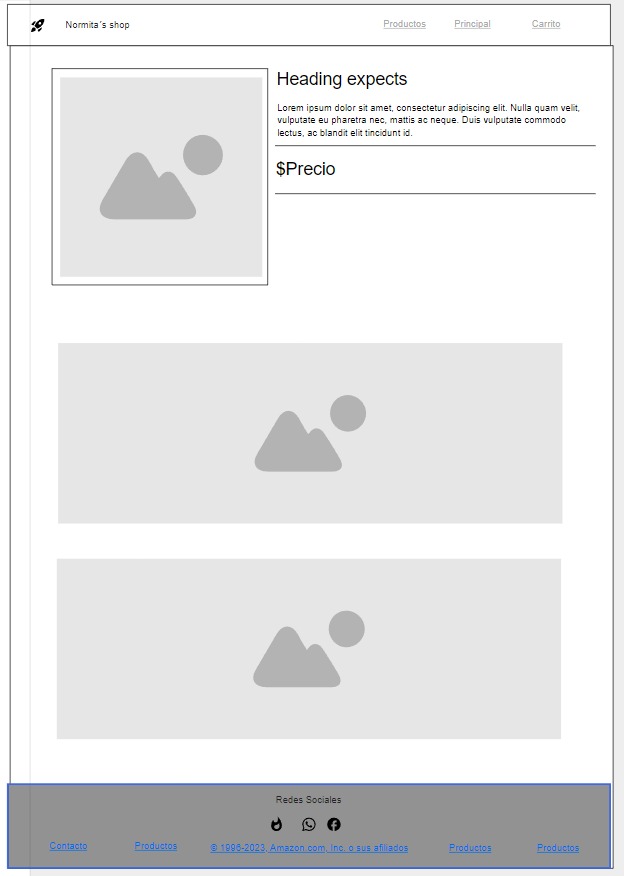 Normita´s shop
Productos
Principal
Carrito
Heading expects
Lorem ipsum dolor sit amet, consectetur adipiscing elit. Nulla quam velit,
vulputate eu pharetra nec, mattis ac neque. Duis vulputate commodo
lectus, ac blandit elit tincidunt id.
$Precio
Redes Sociales
Contacto
Productos
© 1996-2023, Amazon.com, Inc. o sus afiliados
Productos
Productos